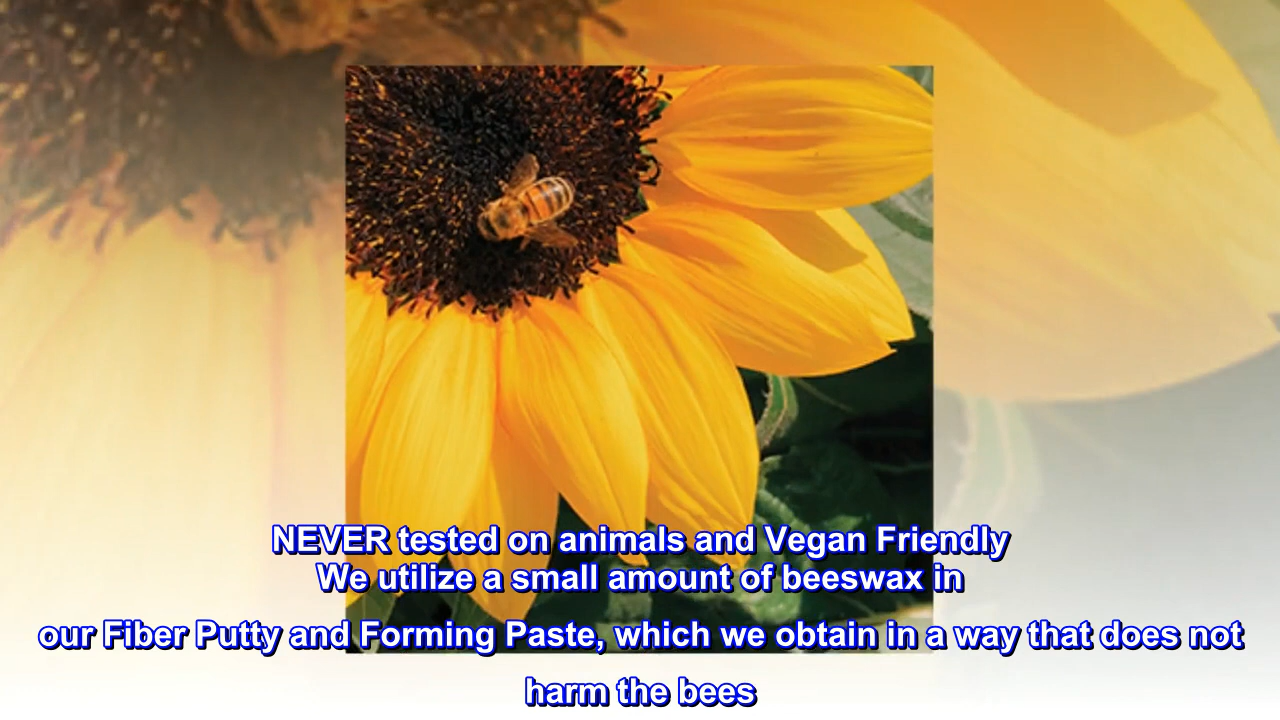 NEVER tested on animals and Vegan Friendly
We utilize a small amount of beeswax in
our Fiber Putty and Forming Paste, which we obtain in a way that does not
harm the bees